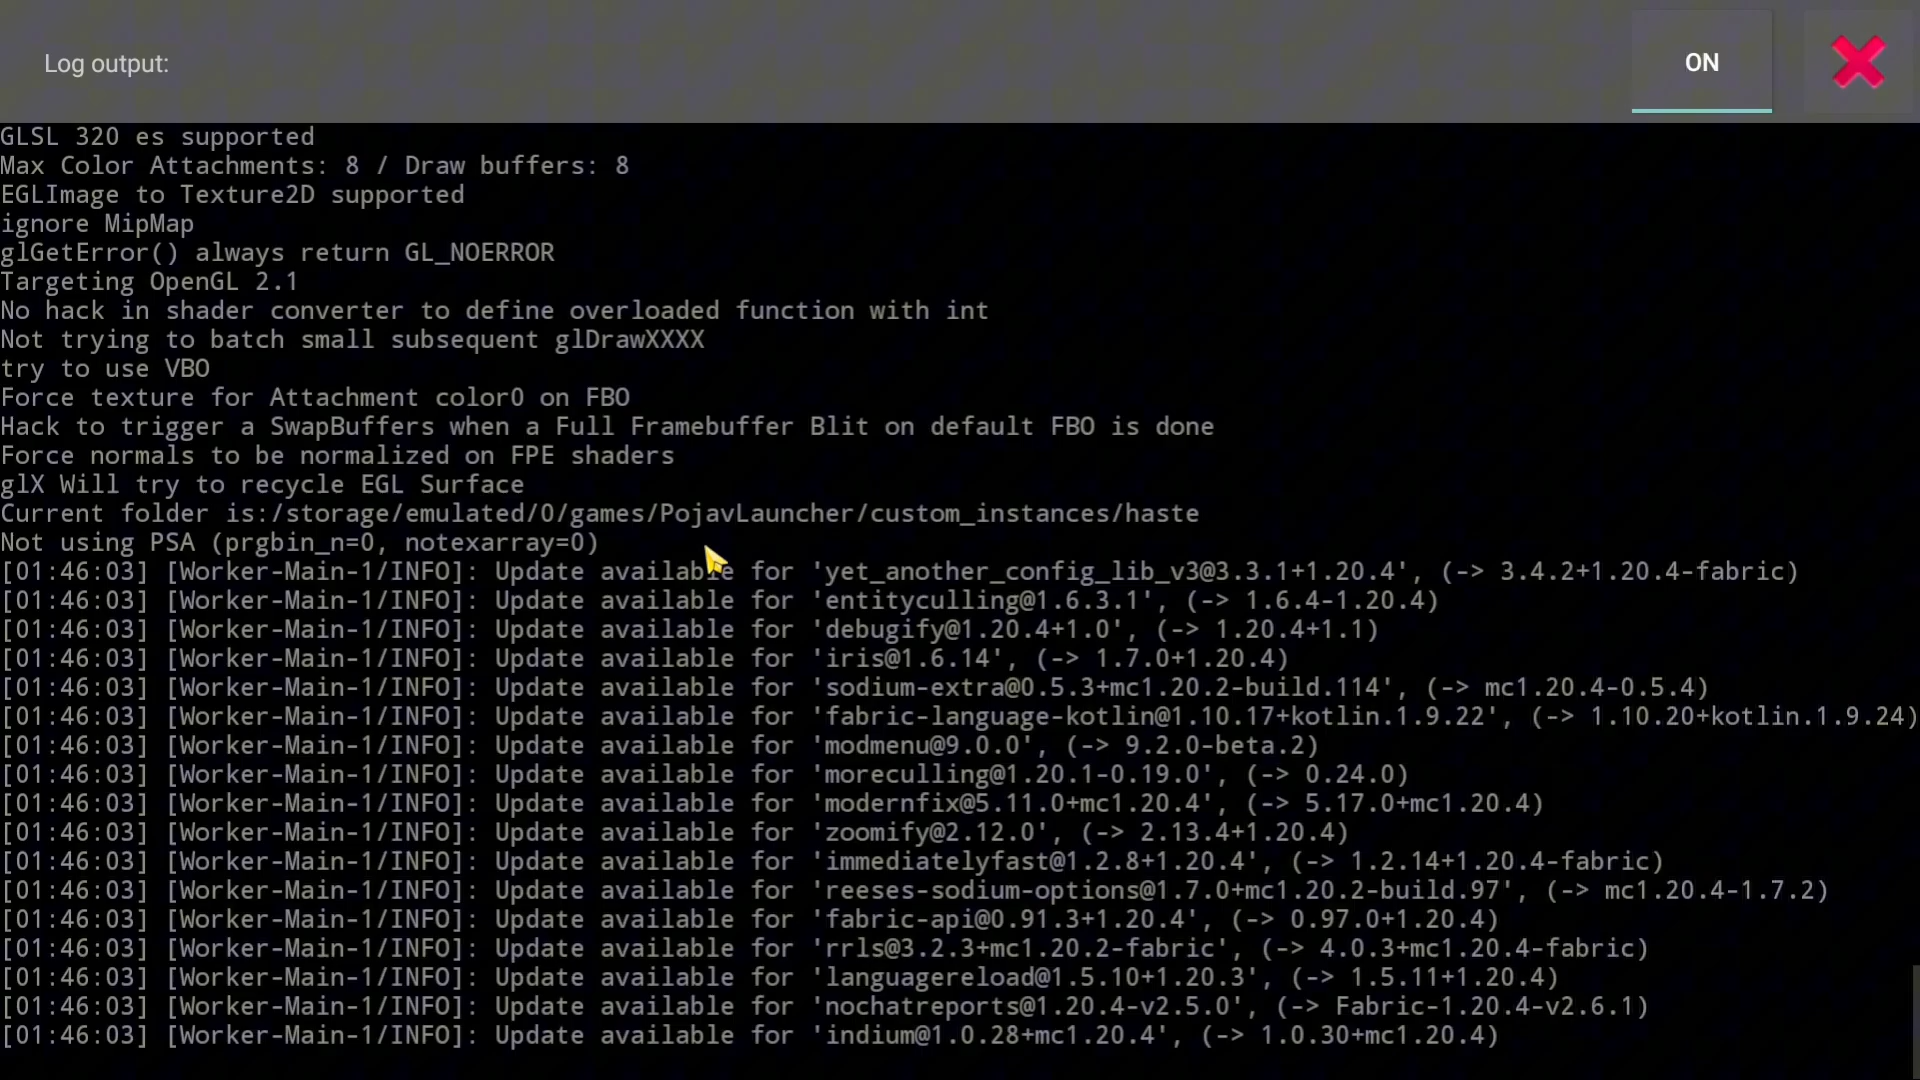 Log output:
ON
GLSL 320 es supported
Max Color Attachments: 8 / Draw buffers: 8
EGLImage to Texture2D supported
ignore MipMap
glGetError() always return GL_NOERROR
Targeting OpenGL 2.1
No hack in shader converter to define overloaded function with int
Not trying to batch small subsequent glDrawXXXX
try to use VBO
Force texture for Attachment color0 on FBO
Hack to trigger a SwapBuffers when a Full Framebuffer Blit on default FBO is done
Force normals to be normalized on FPE shaders
glX Will try to recycle EGL Surface
Current folder is:/storage/emulated/0/games/PojavLauncher/custom_instances/haste
Not using PSA (prgbin_n=0, notexarray=0)
[01:46:03] [Worker-Main-1/INFO]: Update available for 'yet_another_config_lib_v3@3.3.1+1.20.4', (-> 3.4.2+1.20.4-fabric)
[01:46:03] [Worker-Main-1/INFO]: Update available for 'entityculling@1.6.3.1', (-> 1.6.4-1.20.4)
[01:46:03] [Worker-Main-1/INFO]: Update available for 'debugify@1.20.4+1.0', (-> 1.20.4+1.1)
[01:46:03] [Worker-Main-1/INFO]: Update available for 'iris@1.6.14', (-> 1.7.0+1.20.4)
[01:46:03] [Worker-Main-1/INFO]: Update available for 'sodium-extra@0.5.3+mc1.20.2-build.114', (-> mc1.20.4-0.5.4)
[01:46:03] [Worker-Main-1/INFO]: Update available for 'fabric-language-kotlin@1.10.17+kotlin.1.9.22', (-> 1.10.20+kotlin.1.9.24)
[01:46:03] [Worker-Main-1/INFO]: Update available for 'modmenu@9.0.0', (-> 9.2.0-beta.2)
[01:46:03] [Worker-Main-1/INFO]: Update available for 'moreculling@1.20.1-0.19.0', (-> 0.24.0)
[01:46:03] [Worker-Main-1/INFO]: Update available for 'modernfix@5.11.0+mc1.20.4', (-> 5.17.0+mc1.20.4)
[01:46:03] [Worker-Main-1/INFO]: Update available for 'zoomify@2.12.0', (-> 2.13.4+1.20.4)
[01:46:03] [Worker-Main-1/INFO]: Update available for 'immediatelyfast@1.2.8+1.20.4', (-> 1.2.14+1.20.4-fabric)
[01:46:03] [Worker-Main-1/INFO]: Update available for 'reeses-sodium-options@1.7.0+mc1.20.2-build.97', (-> mc1.20.4-1.7.2)
[01:46:03] [Worker-Main-1/INFO]: Update available for 'fabric-api@0.91.3+1.20.4', (-> 0.97.0+1.20.4)
[01:46:03] [Worker-Main-1/INFO]: Update available for 'rrls@3.2.3+mc1.20.2-fabric', (-> 4.0.3+mc1.20.4-fabric)
[01:46:03] [Worker-Main-1/INFO]: Update available for 'languagereload@1.5.10+1.20.3', (-> 1.5.11+1.20.4)
[01:46:03] [Worker-Main-1/INFO]: Update available for 'nochatreports@1.20.4-v2.5.0', (-> Fabric-1.20.4-v2.6.1)
[01:46:03] [Worker-Main-1/INFO]: Update available for 'indium@1.0.28+mc1.20.4', (-> 1.0.30+mc1.20.4)